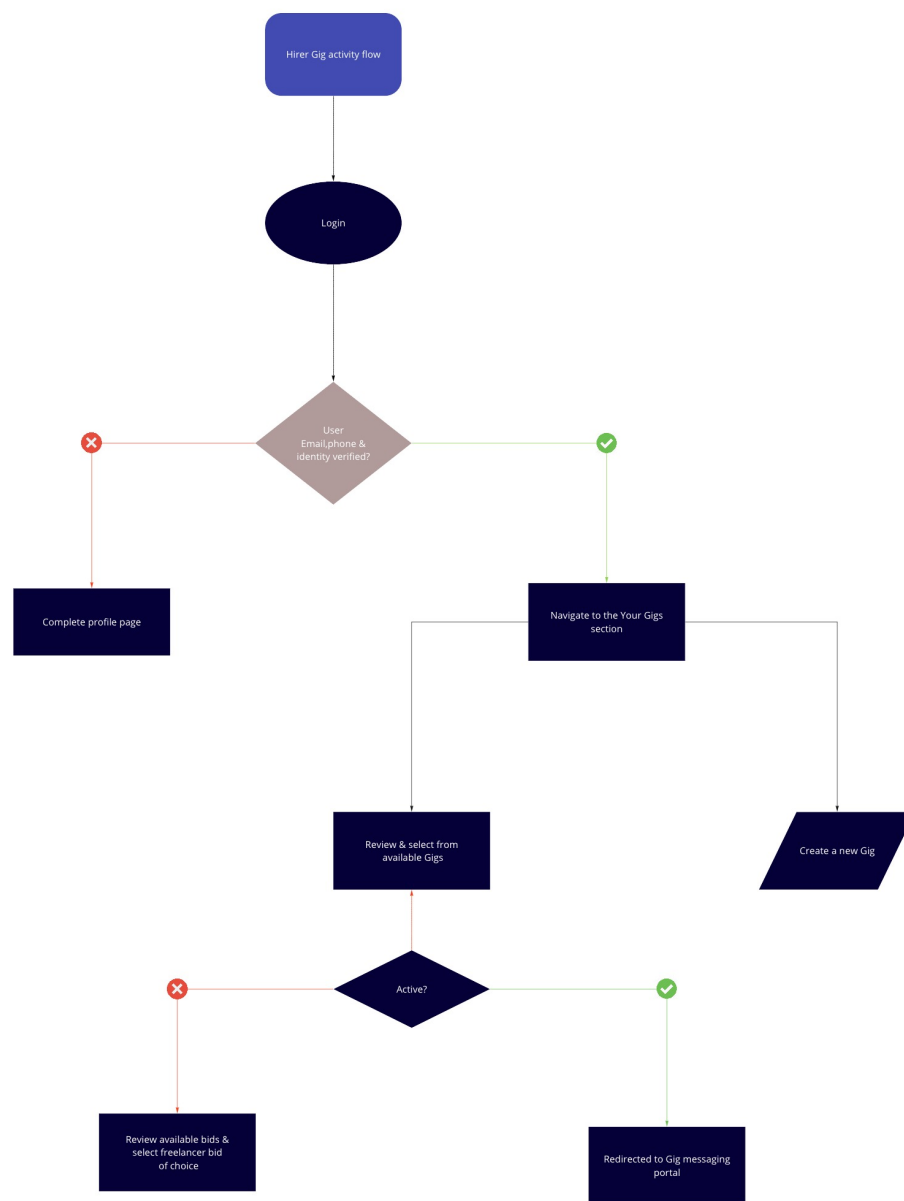 Hirer Gig activity flow
Login
User
Email,phone &
identity verified?
Complete profile page
Navigate to the Your Gigs
section
Review & select from
available Gigs
Create a new Gig
Active?
Review available bids &
select freelancer bid
of choice
Redirected to Gig messaging
portal